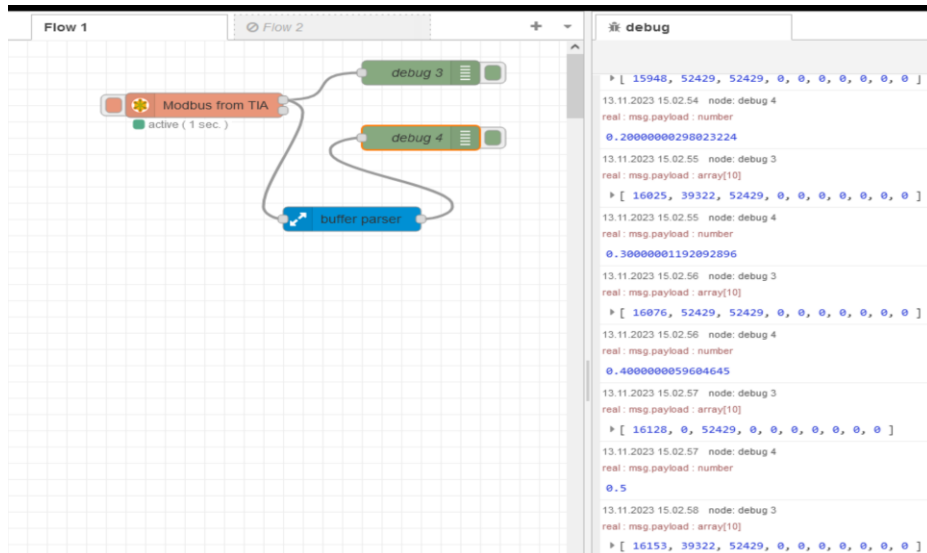 Flow 1
Flow 2
debug 3
Modbus from TIA
active ( 1 sec. )
debug 4
buffer parser
debug
[ 15948, 52429, 52429, 0, 0, 0, 0, 0, 0, 0 ]
13.11.2023 15.02.54 node: debug 4
real : msg.payload : number
0.20000000298023224
13.11.2023 15.02.55 node: debug 3
real : msg.payload : array[10]
[ 16025, 39322, 52429, 0, 0, 0, 0, 0, 0, 0 ]
13.11.2023 15.02.55 node: debug 4
real : msg.payload : number
0.30000001192092896
13.11.2023 15.02.56 node: debug 3
real : msg.payload : array[10]
[ 16076, 52429, 52429, 0, 0, 0, 0, 0, 0, 0 ]
13.11.2023 15.02.56 node: debug 4
real : msg.payload : number
0.4000000059604645
13.11.2023 15.02.57 node: debug 3
real : msg.payload : array[10]
[ 16128, 0, 52429, 0, 0, 0, 0, 0, 0, 0 ]
13.11.2023 15.02.57 node: debug 4
real : msg.payload : number
0.5
13.11.2023 15.02.58 node: debug 3
real : msg.payload : array[10]
[ 16153, 39322, 52429, 0, 0, 0, 0, 0, 0, 0 ]